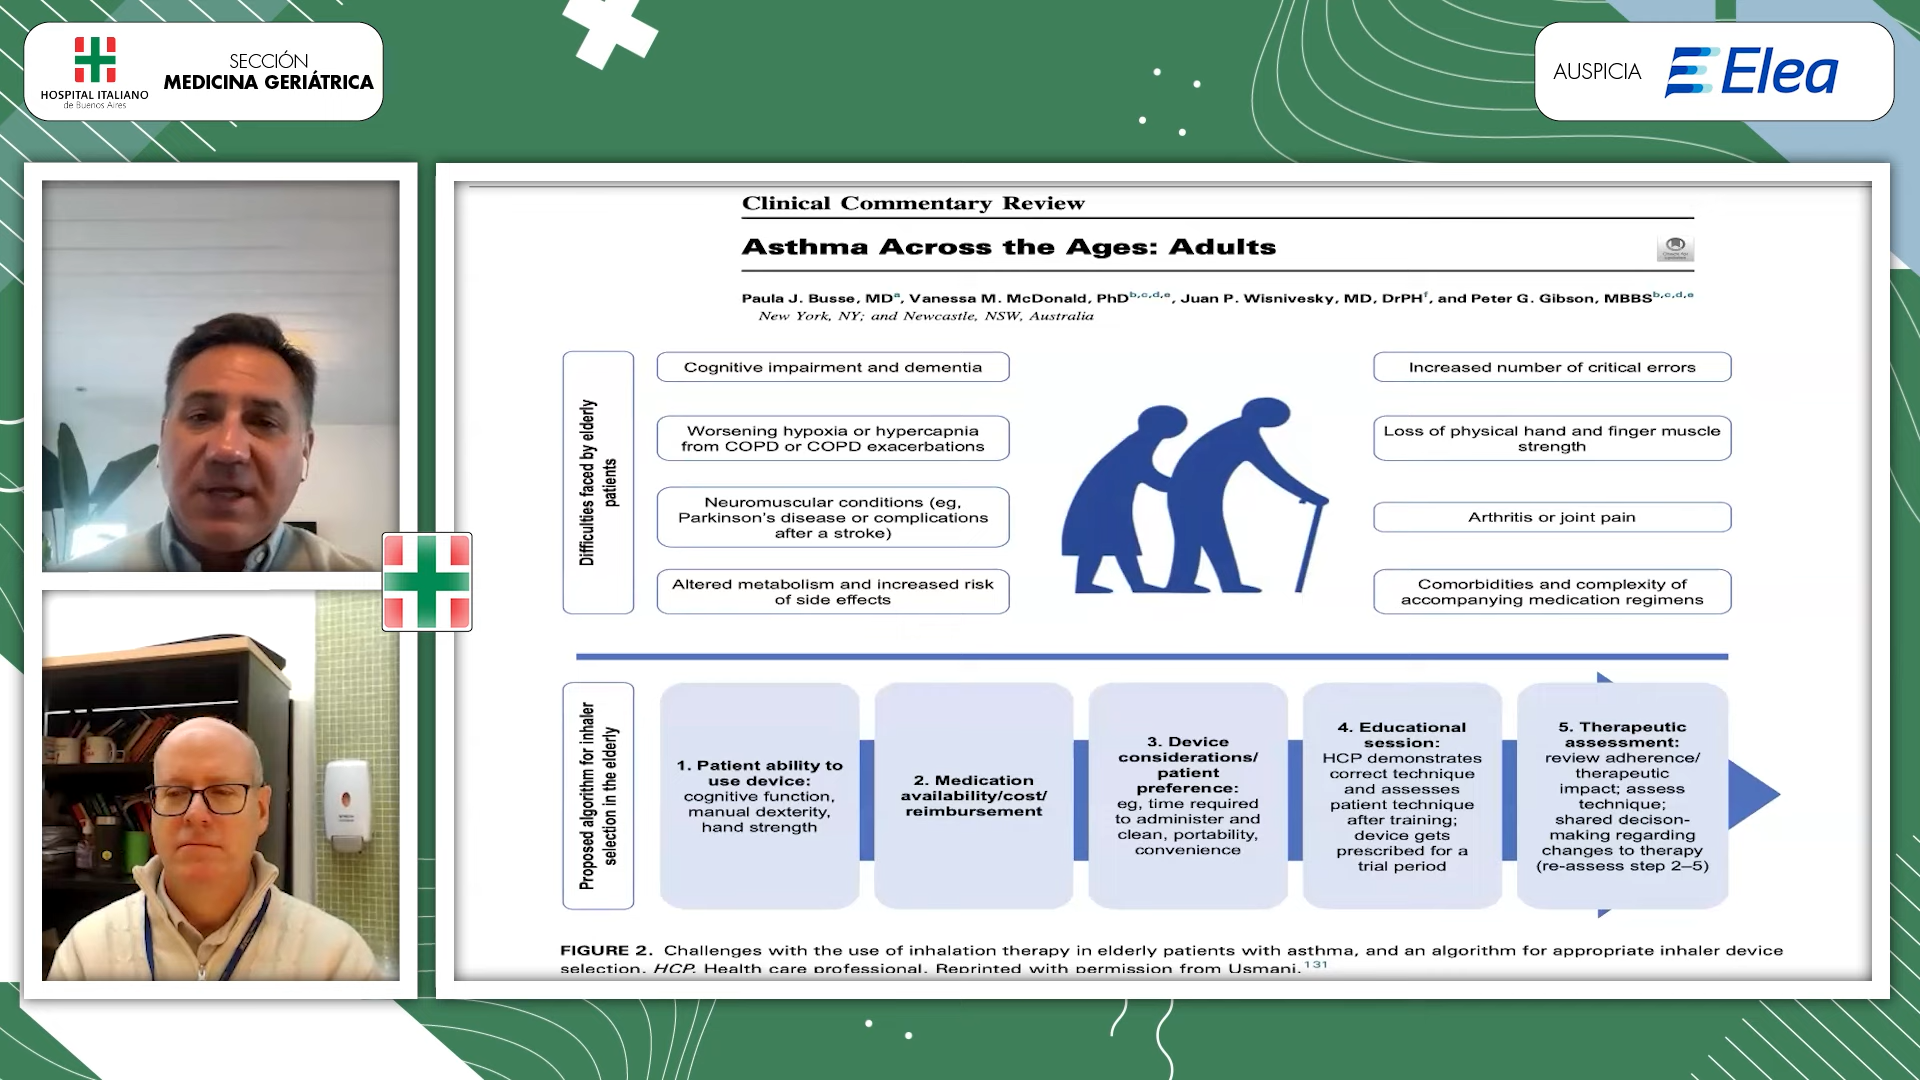 HOSPITAL ITALIANO
de Buenos Aires
SECCIÓN
MEDICINA GERIÁTRICA
AUSPICIA
Elea
Clinical Commentary Review
Asthma Across the Ages: Adults
Paula J. Busse, MDa, Vanessa M. McDonald, PhDb,c,d,e, Juan P. Wisnivesky, MD, DrPHf, and Peter G. Gibson, MBBSb,c,d,e
New York, NY; and Newcastle, NSW, Australia
Difficulties faced by elderly
patients
Cognitive impairment and dementia
Worsening hypoxia or hypercapnia
from COPD or COPD exacerbations
Neuromuscular conditions (eg,
Parkinson's disease or complications
after a stroke)
Altered metabolism and increased risk
of side effects
Increased number of critical errors
Loss of physical hand and finger muscle
strength
Arthritis or joint pain
Comorbidities and complexity of
accompanying medication regimens
Proposed algorithm for inhaler
selection in the elderly
1. Patient ability to
use device:
cognitive function,
manual dexterity,
hand strength
2. Medication
availability/cost/
reimbursement
3. Device
considerations/
patient
preference:
eg, time required
to administer and
clean, portability,
convenience
4. Educational
session:
HCP demonstrates
correct technique
and assesses
patient technique
after training;
device gets
prescribed for a
trial period
5. Therapeutic
assessment:
review adherence/
therapeutic
impact; assess
technique;
shared decison-
making regarding
changes to therapy
(re-assess step 2–5)
FIGURE 2. Challenges with the use of inhalation therapy in elderly patients with asthma, and an algorithm for appropriate inhaler device
selection. HCP, Health care professional. Reprinted with permission from Usmani.131